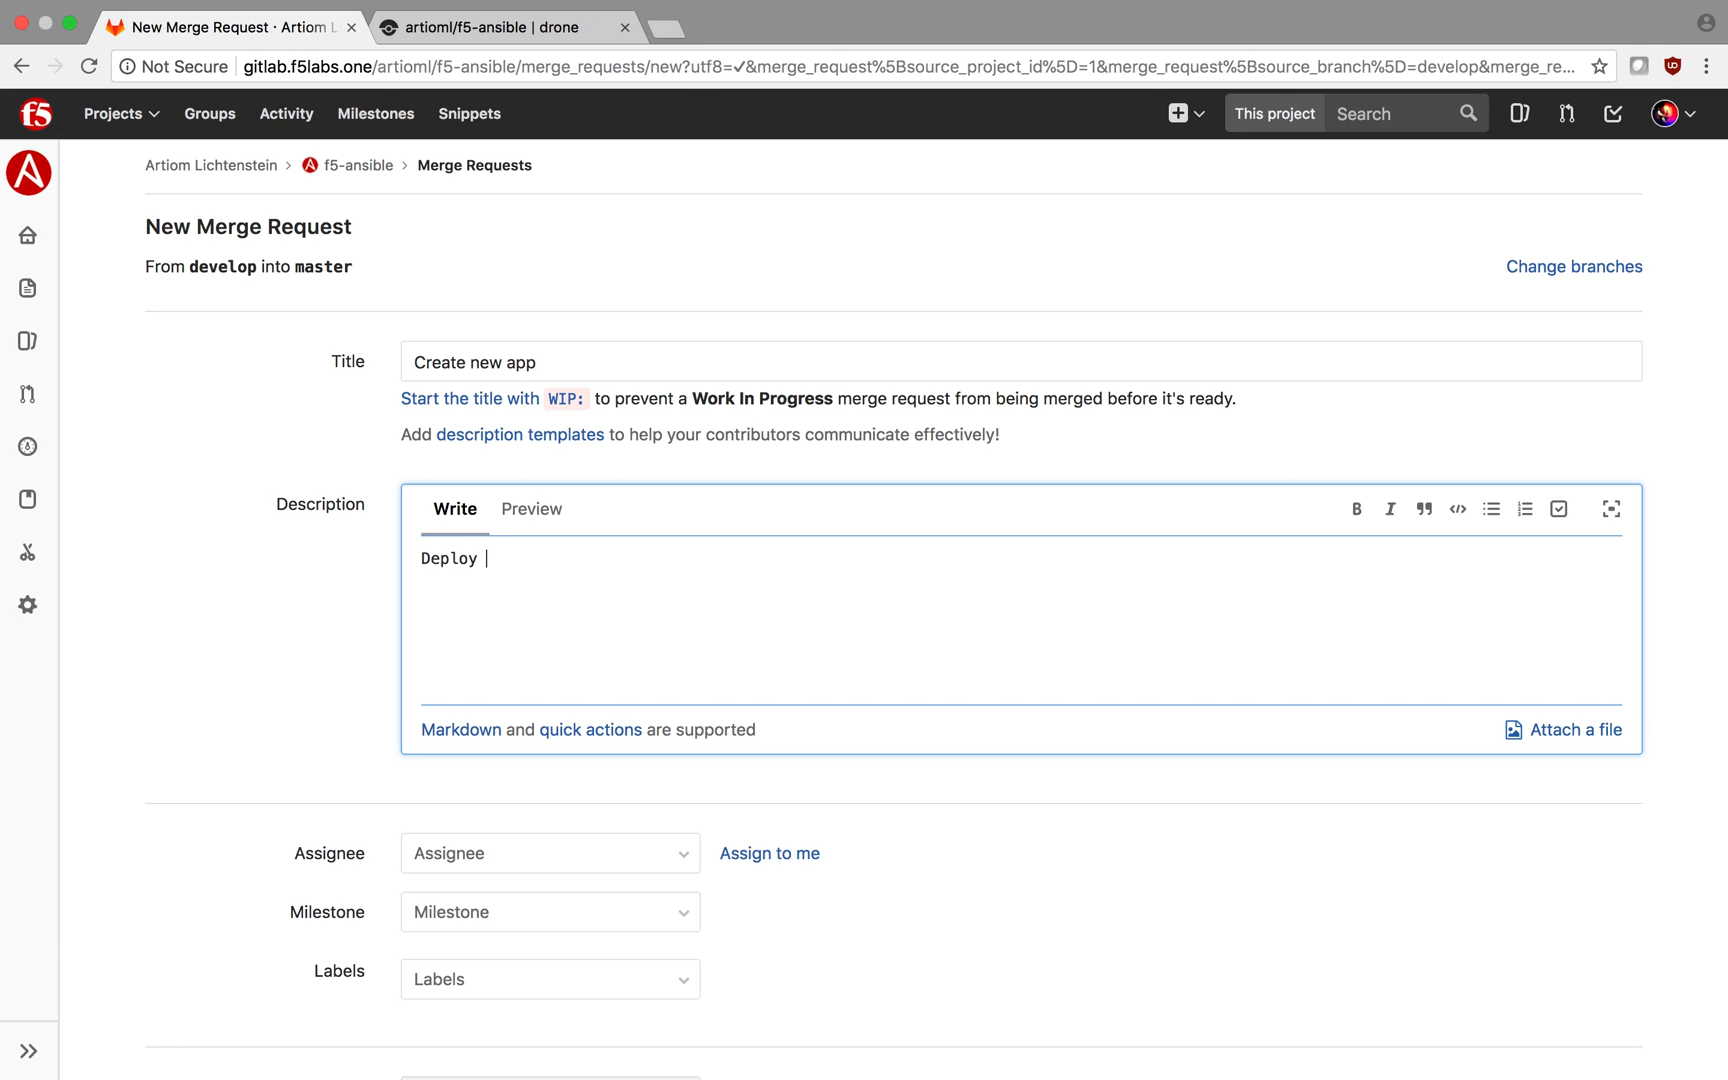 New Merge Request · Artiom L
artioml/f5-ansible | drone
Not Secure
gitlab.f5labs.one/artioml/f5-ansible/merge_requests/new?utf8=✓&merge_request%5Bsource_project_id%5D=1&merge_request%5Bsource_branch%5D=develop&merge_re...
f5
Projects
Groups
Activity
Milestones
Snippets
This project
Search
Artiom Lichtenstein > f5-ansible > Merge Requests
New Merge Request
From develop into master
Change branches
Title
Create new app
Start the title with WIP: to prevent a Work In Progress merge request from being merged before it's ready.
Add description templates to help your contributors communicate effectively!
Description
Write
Preview
Deploy
Markdown and quick actions are supported
Attach a file
Assignee
Assignee
Assign to me
Milestone
Milestone
Labels
Labels